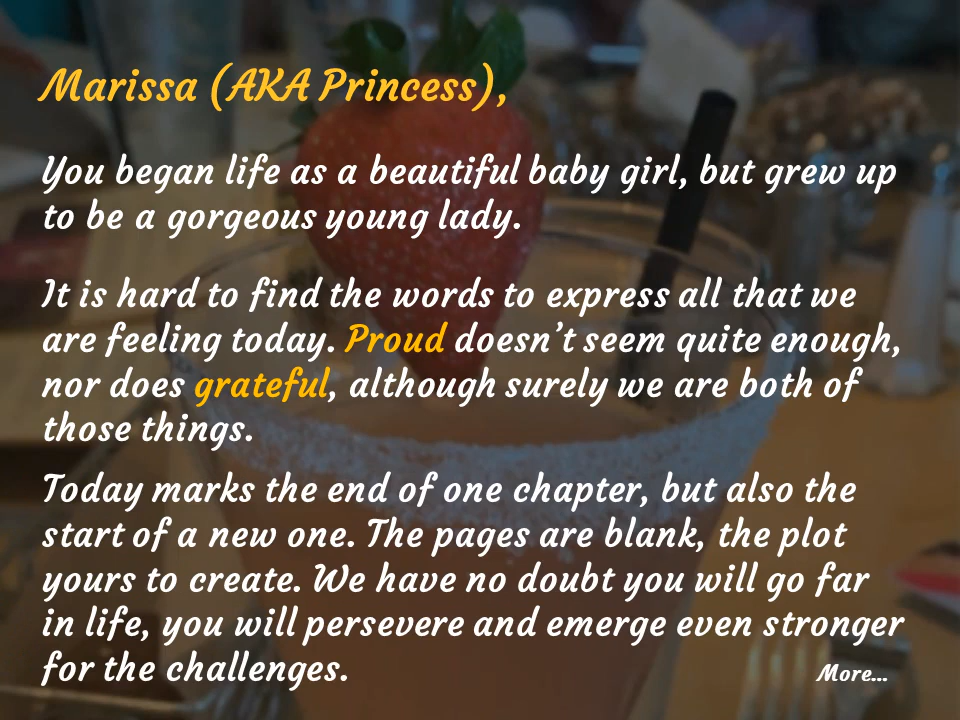 Marissa (AKA Princess),
You began life as a beautiful baby girl, but grew up
to be a gorgeous young lady.
It is hard to find the words to express all that we
are feeling today. Proud doesn’t seem quite enough,
nor does grateful, although surely we are both of
those things.
Today marks the end of one chapter, but also the
start of a new one. The pages are blank, the plot
yours to create. We have no doubt you will go far
in life, you will persevere and emerge even stronger
for the challenges.
More...